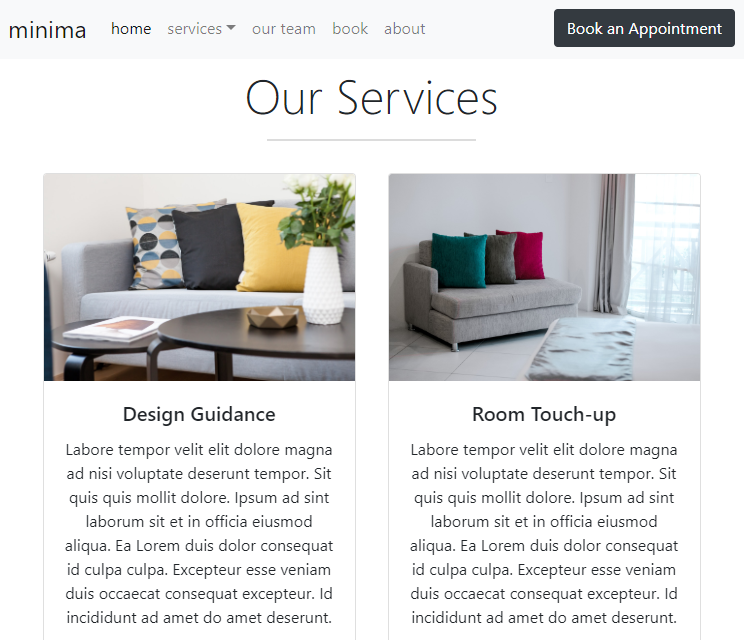 minima home services our team book about Book an Appointment
Our Services
Design Guidance
Labore tempor velit elit dolore magna
ad nisi voluptate deserunt tempor. Sit
quis quis mollit dolore. Ipsum ad sint
laborum sit et in officia eiusmod
aliqua. Ea Lorem duis dolor consequat
id culpa culpa. Excepteur esse veniam
duis occaecat consequat excepteur. Id
incididunt ad amet do amet deserunt.
Room Touch-up
Labore tempor velit elit dolore magna
ad nisi voluptate deserunt tempor. Sit
quis quis mollit dolore. Ipsum ad sint
laborum sit et in officia eiusmod
aliqua. Ea Lorem duis dolor consequat
id culpa culpa. Excepteur esse veniam
duis occaecat consequat excepteur. Id
incididunt ad amet do amet deserunt.